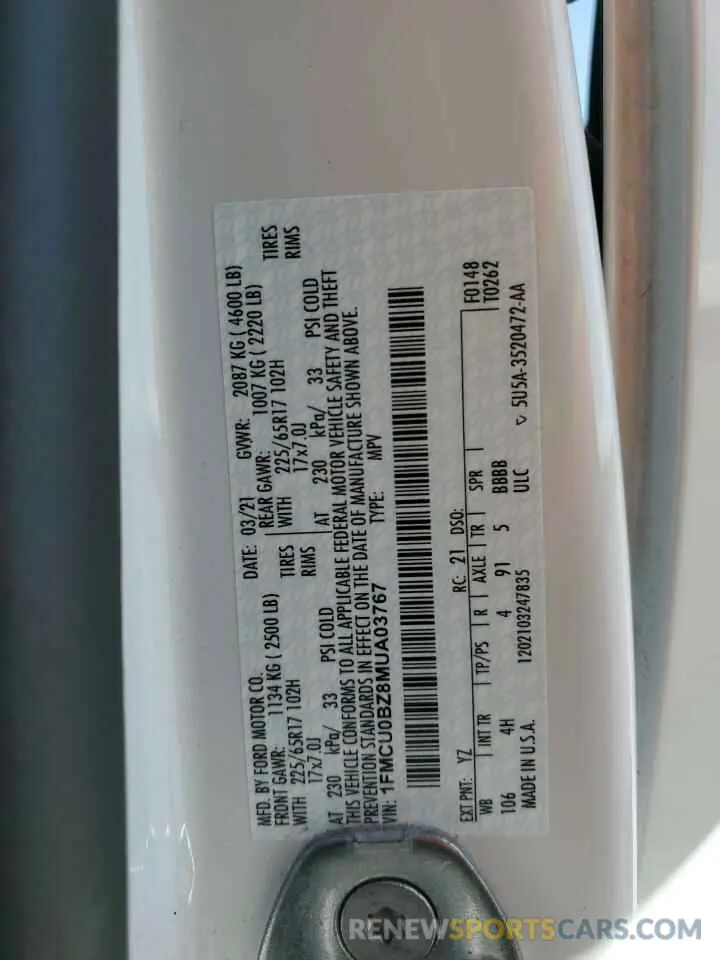 MFD. BY FORD MOTOR CO. DATE: 03/21 GVWR: 2087 KG ( 4600 LB)
FRONT GAWR: 1134 KG ( 2500 LB) REAR GAWR: 1007 KG ( 2220 LB)
WITH 225/65R17 102H TIRES WITH 225/65R17 102H TIRES
17x7.0J RIMS 17x7.0J RIMS
AT 230 kPa/ 33 PSI COLD AT 230 kPa/ 33 PSI COLD
THIS VEHICLE CONFORMS TO ALL APPLICABLE FEDERAL MOTOR VEHICLE SAFETY AND THEFT
PREVENTION STANDARDS IN EFFECT ON THE DATE OF MANUFACTURE SHOWN ABOVE.
VIN: 1FMCU0BZ8MUA03767 TYPE: MPV
EXT PNT: YZ RC: 21 DSO: F0148
WB INT TR TP/PS R AXLE TR SPR T0262
106 4H 4 91 5 BBBB
MADE IN U.S.A. 1202103247835 ULC 5U5A-3520472-AA
RENEWSPORTSCARS.COM